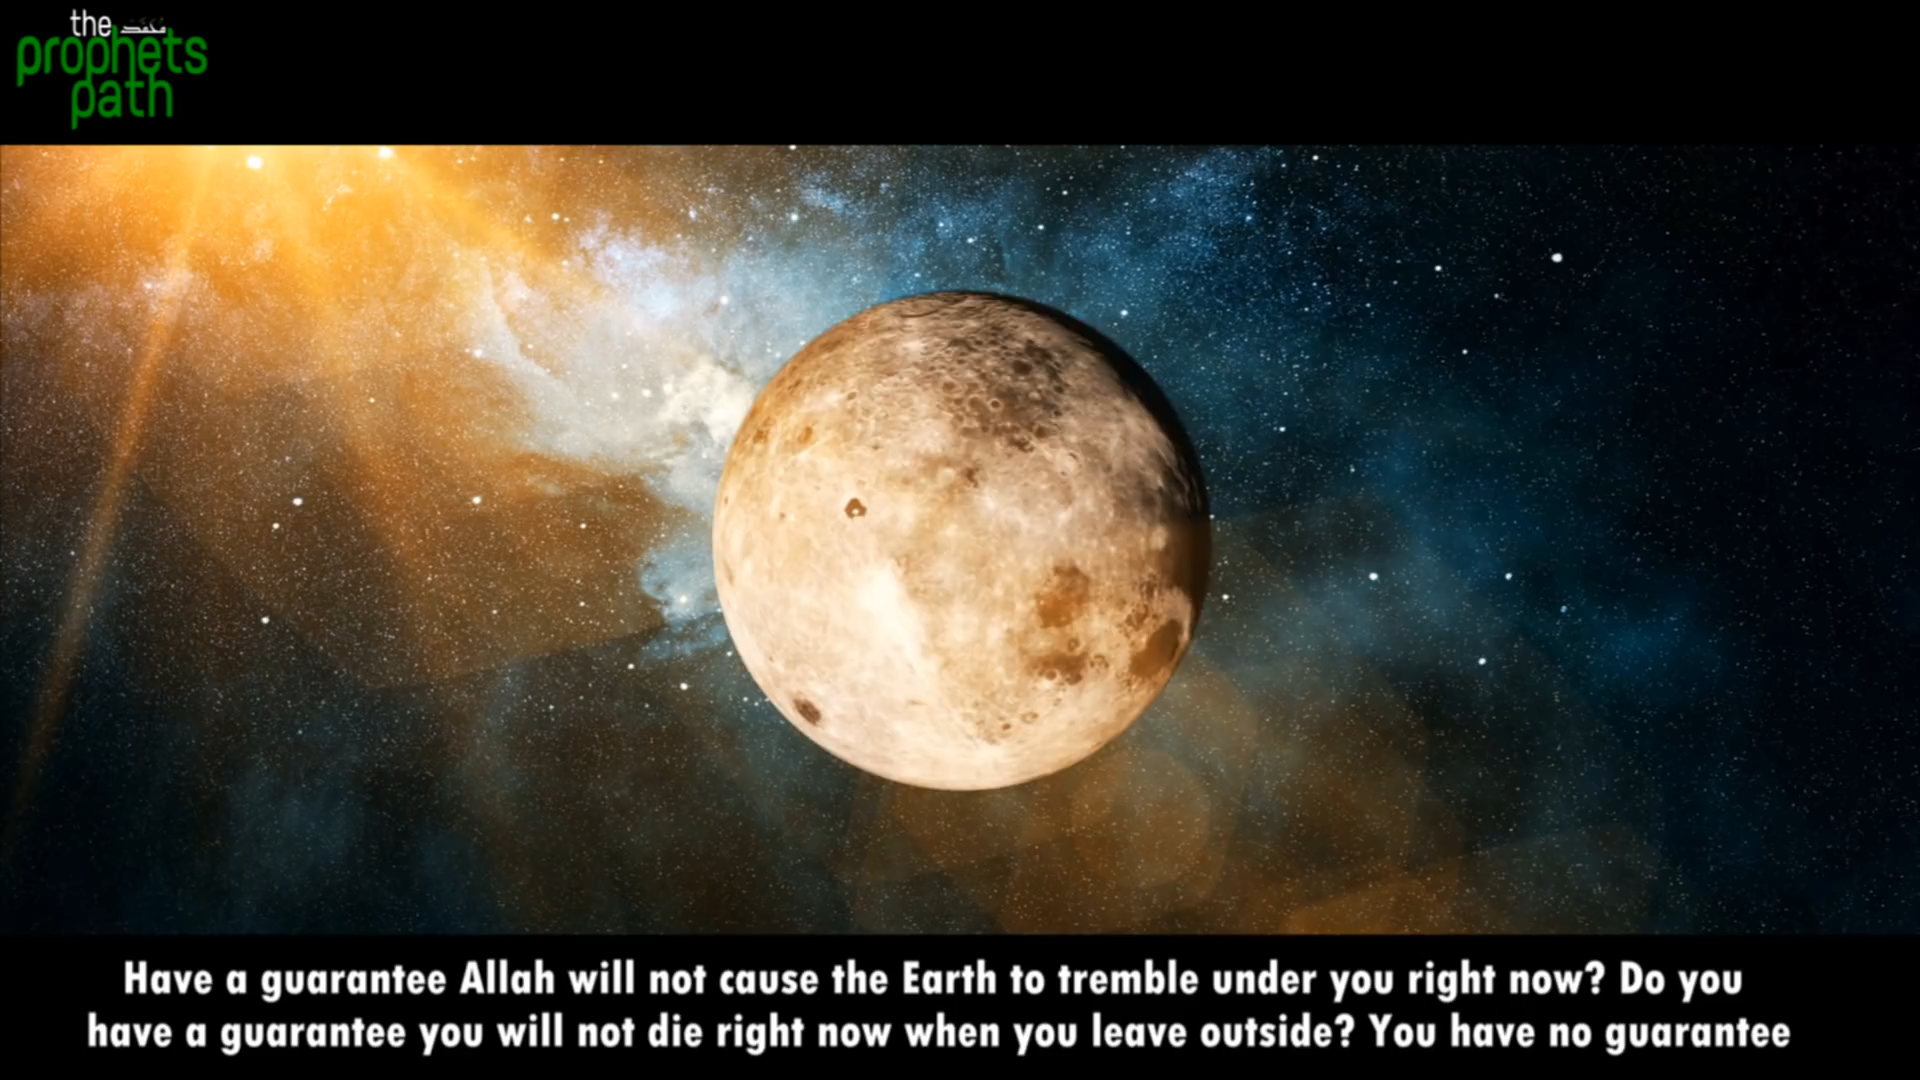 the محمد
prophets
path
Have a guarantee Allah will not cause the Earth to tremble under you right now? Do you
have a guarantee you will not die right now when you leave outside? You have no guarantee